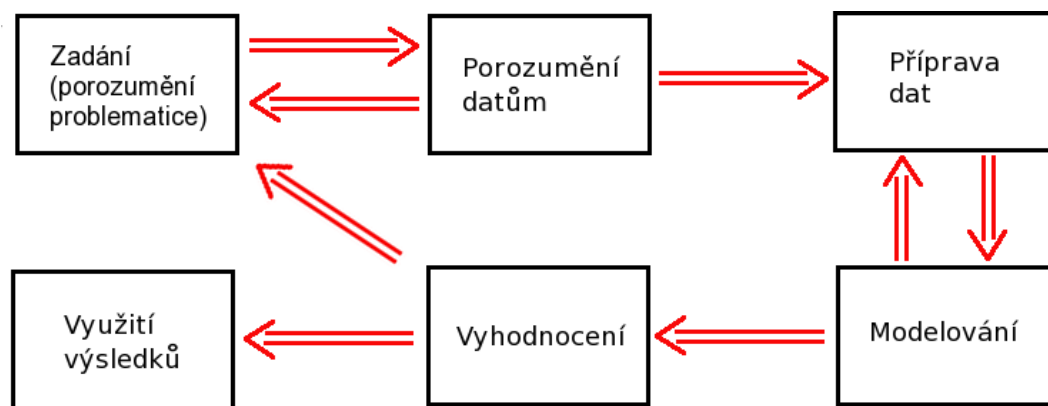 Zadání
(porozumění
problematice)
Porozumění
datům
Příprava
dat
Využití
výsledků
Vyhodnocení
Modelování